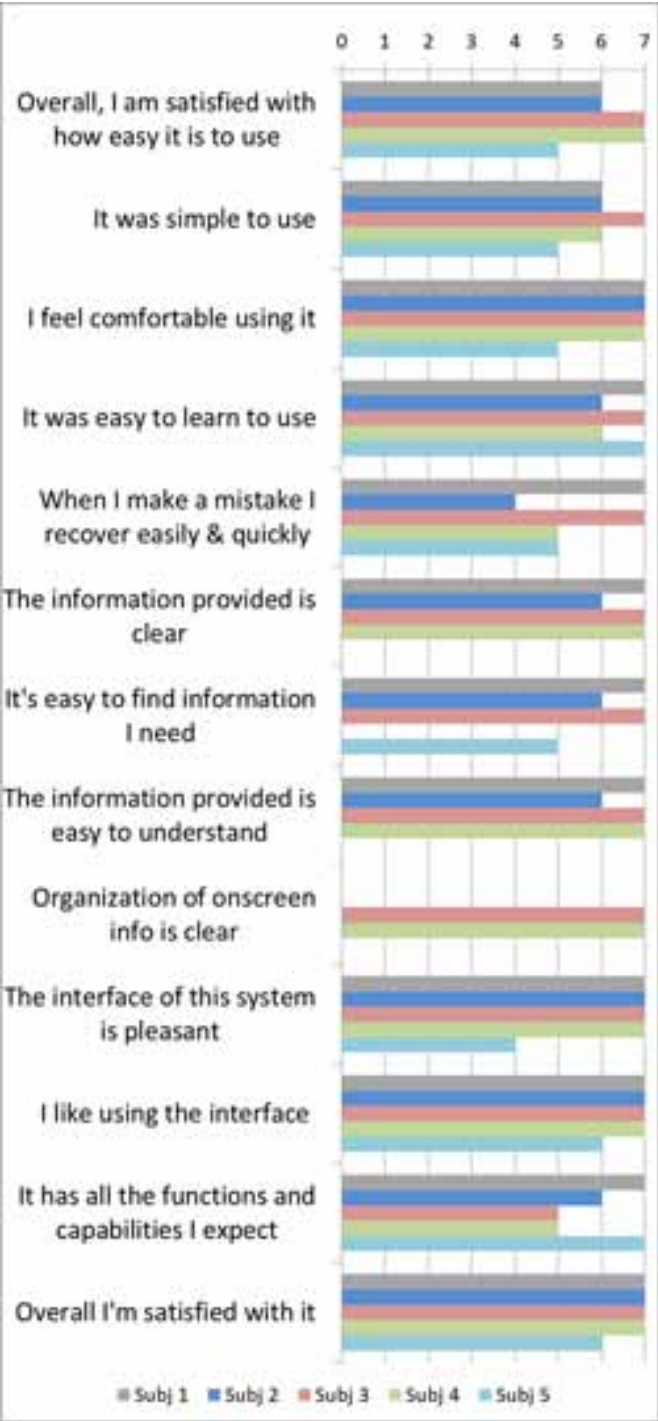 0 1 2 3 4 5 6 7
Overall, I am satisfied with
how easy it is to use
It was simple to use
I feel comfortable using it
It was easy to learn to use
When I make a mistake I
recover easily & quickly
The information provided is
clear
It's easy to find information
I need
The information provided is
easy to understand
Organization of onscreen
info is clear
The interface of this system
is pleasant
I like using the interface
It has all the functions and
capabilities I expect
Overall I'm satisfied with it
Subj 1 Subj 2 Subj 3 Subj 4 Subj 5